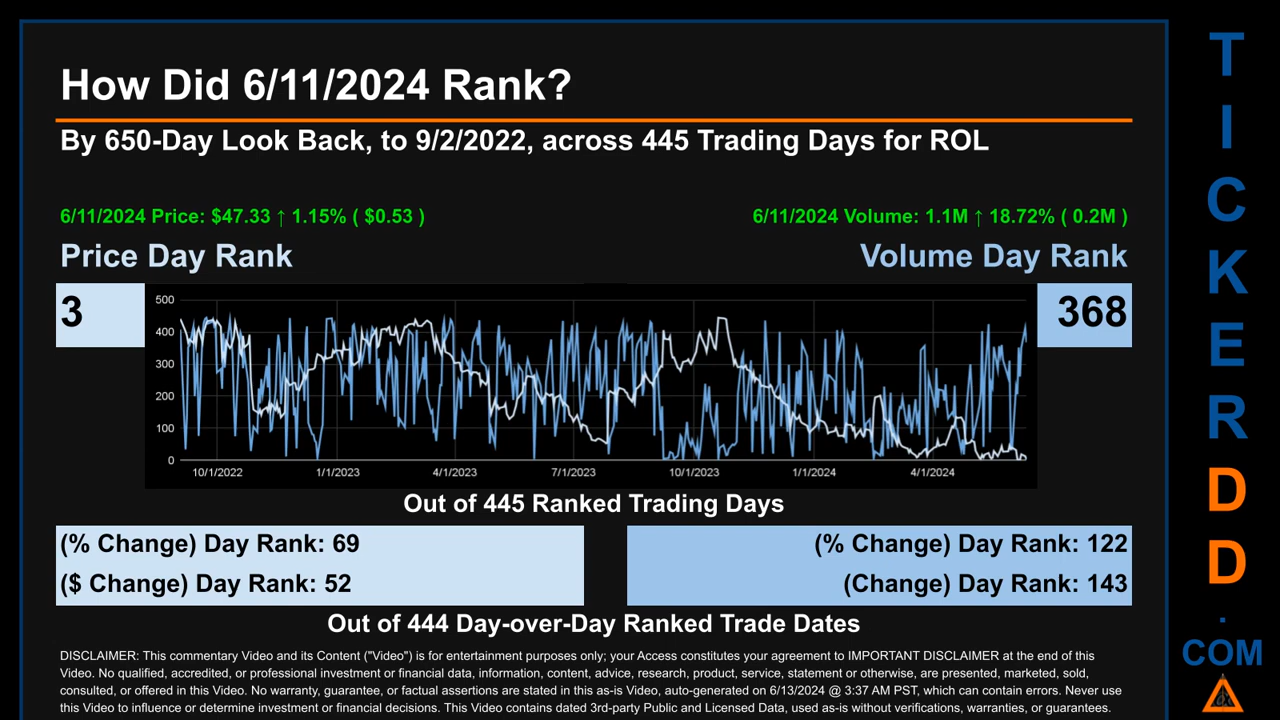 How Did 6/11/2024 Rank?
By 650-Day Look Back, to 9/2/2022, across 445 Trading Days for ROL
6/11/2024 Price: $47.33 ↑ 1.15% ( $0.53 )
6/11/2024 Volume: 1.1M ↑ 18.72% ( 0.2M )
Price Day Rank
Volume Day Rank
3
368
500
400
300
200
100
0
10/1/2022
1/1/2023
4/1/2023
7/1/2023
10/1/2023
1/1/2024
4/1/2024
Out of 445 Ranked Trading Days
(% Change) Day Rank: 69
($ Change) Day Rank: 52
(% Change) Day Rank: 122
(Change) Day Rank: 143
Out of 444 Day-over-Day Ranked Trade Dates
DISCLAIMER: This commentary Video and its Content ("Video") is for entertainment purposes only; your Access constitutes your agreement to IMPORTANT DISCLAIMER at the end of this
Video. No qualified, accredited, or professional investment or financial data, information, content, advice, research, product, service, statement or otherwise, are presented, marketed, sold,
consulted, or offered in this Video. No warranty, guarantee, or factual assertions are stated in this as-is Video, auto-generated on 6/13/2024 @ 3:37 AM PST, which can contain errors. Never use
this Video to influence or determine investment or financial decisions. This Video contains dated 3rd-party Public and Licensed Data, used as-is without verifications, warranties, or guarantees.
T
I
C
K
E
R
D
D
.
COM